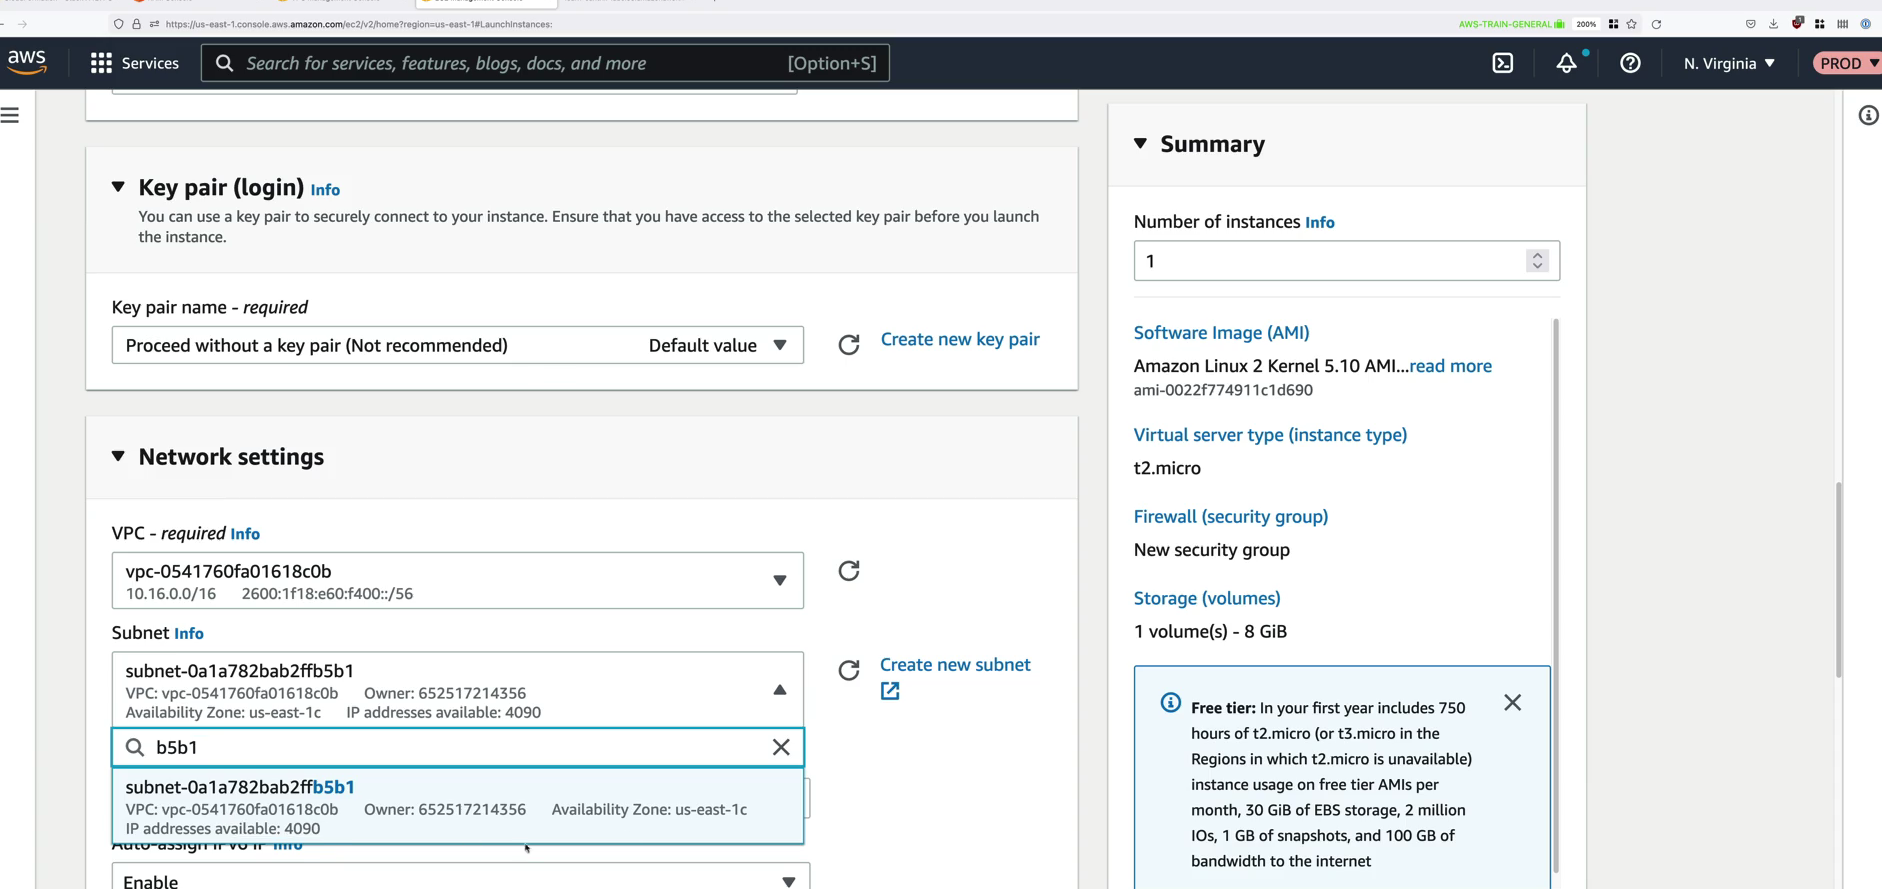 https://us-east-1.console.aws.amazon.com/ec2/v2/home?region=us-east-1#LaunchInstances:
AWS-TRAIN-GENERAL
200%
aws
Services
Search for services, features, blogs, docs, and more
[Option+S]
N. Virginia
PROD
Key pair (login) Info
You can use a key pair to securely connect to your instance. Ensure that you have access to the selected key pair before you launch
the instance.
Key pair name - required
Proceed without a key pair (Not recommended)
Default value
Create new key pair
Network settings
VPC - required Info
vpc-0541760fa01618c0b
10.16.0.0/16 2600:1f18:e60:f400::/56
Subnet Info
subnet-0a1a782bab2ffb5b1
VPC: vpc-0541760fa01618c0b Owner: 652517214356
Availability Zone: us-east-1c IP addresses available: 4090
Create new subnet
b5b1
subnet-0a1a782bab2ffb5b1
VPC: vpc-0541760fa01618c0b Owner: 652517214356 Availability Zone: us-east-1c
IP addresses available: 4090
Auto-assign IPv6 IP Info
Enable
Summary
Number of instances Info
1
Software Image (AMI)
Amazon Linux 2 Kernel 5.10 AMI...read more
ami-0022f774911c1d690
Virtual server type (instance type)
t2.micro
Firewall (security group)
New security group
Storage (volumes)
1 volume(s) - 8 GiB
Free tier: In your first year includes 750
hours of t2.micro (or t3.micro in the
Regions in which t2.micro is unavailable)
instance usage on free tier AMIs per
month, 30 GiB of EBS storage, 2 million
IOs, 1 GB of snapshots, and 100 GB of
bandwidth to the internet